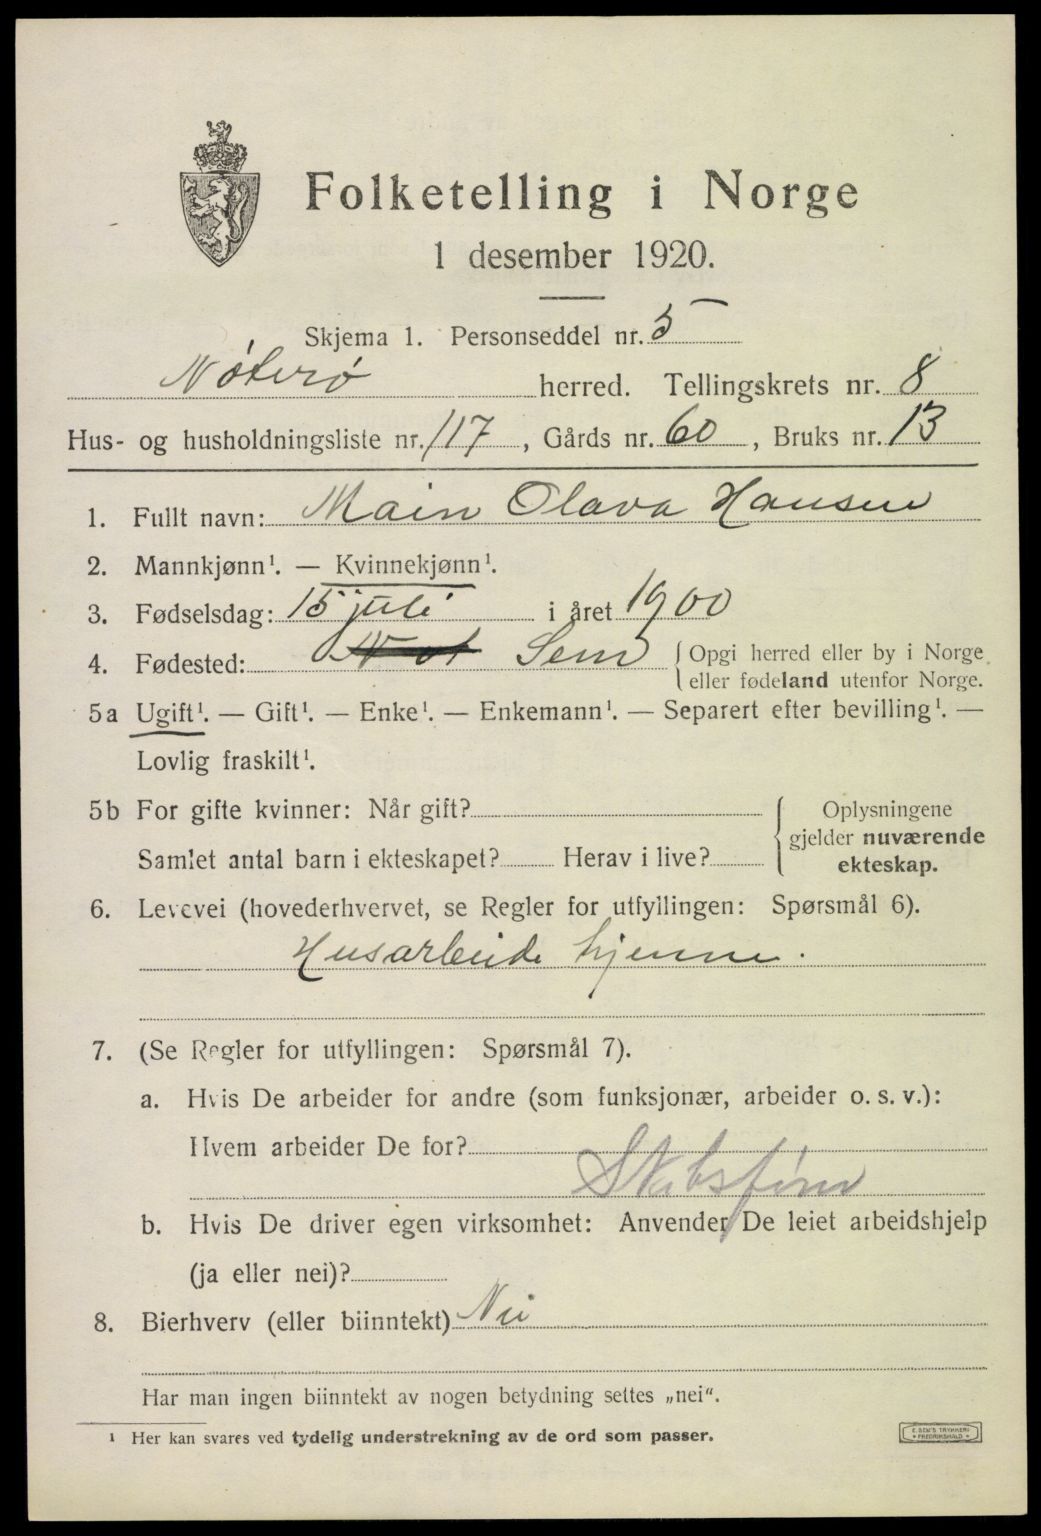 Folketelling i Norge
1 desember 1920.
Skjema 1. Personseddel nr. 5
Nøterø herred. Tellingskrets nr. 8
Hus- og husholdningsliste nr. 117, Gårds nr. 60, Bruks nr. 13
1. Fullt navn: Main Olava Hansen
2. Mannkjønn¹. — Kvinnekjønn¹.
3. Fødselsdag: 15 juli i året 1900
4. Fødested: Sem { Opgi herred eller by i Norge
eller fødeland utenfor Norge.
5a Ugift¹. — Gift¹. — Enke¹. — Enkemann¹. — Separert efter bevilling¹. —
Lovlig fraskilt¹.
5b For gifte kvinner: Når gift?
Samlet antal barn i ekteskapet? Herav i live?
{ Oplysningene
gjelder nuværende
ekteskap.
6. Levevei (hovederhvervet, se Regler for utfyllingen: Spørsmål 6).
Husarbeide hjemme.
7. (Se Regler for utfyllingen: Spørsmål 7).
a. Hvis De arbeider for andre (som funksjonær, arbeider o. s. v.):
Hvem arbeider De for?
b. Hvis De driver egen virksomhet: Anvender De leiet arbeidshjelp
(ja eller nei)?
8. Bierhverv (eller biinntekt) Nei
Har man ingen biinntekt av nogen betydning settes „nei“.
¹ Her kan svares ved tydelig understrekning av de ord som passer.
E. SEM'S TRYKKERI
FREDRIKSHALD